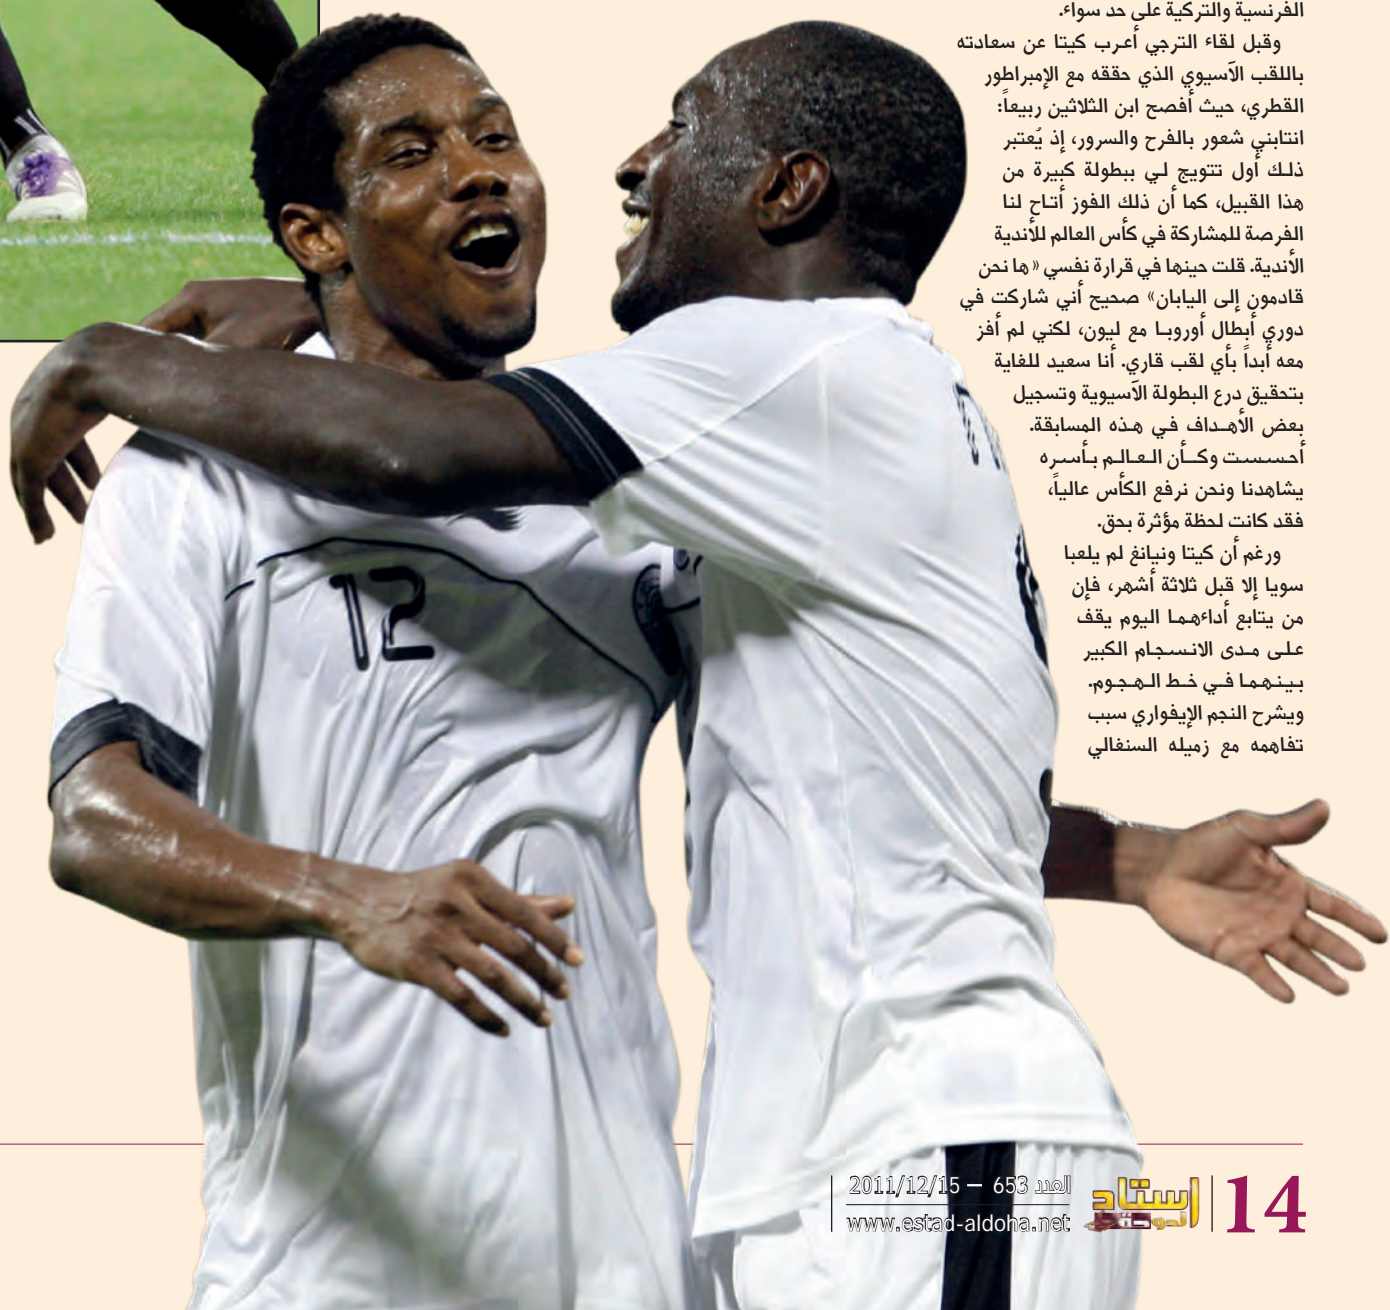 الفرنسية والتركية على حد سواء.
وقبل لقاء الترجي أعرب كيتا عن سعادته
باللقب الآسيوي الذي حققه مع الإمبراطور
القطري، حيث أفصح ابن الثلاثين ربيعاً:
انتابني شعور بالفرح والسرور، إذ يُعتبر
ذلك أول تتويج لي ببطولة كبيرة من
هذا القبيل، كما أن ذلك الفوز أتاح لنا
الفرصة للمشاركة في كأس العالم للأندية
الأندية. قلت حينها في قرارة نفسي «ها نحن
قادمون إلى اليابان» صحيح أني شاركت في
دوري أبطال أوروبا مع ليون، لكني لم أفز
معه أبداً بأي لقب قاري. أنا سعيد للغاية
بتحقيق درع البطولة الآسيوية وتسجيل
بعض الأهداف في هذه المسابقة.
أحسست وكأن العالم بأسره
يشاهدنا ونحن نرفع الكأس عالياً،
فقد كانت لحظة مؤثرة بحق.
ورغم أن كيتا ونيانغ لم يلعبا
سويا إلا قبل ثلاثة أشهر، فإن
من يتابع أداءهما اليوم يقف
على مدى الانسجام الكبير
بينهما في خط الهجوم.
ويشرح النجم الإيفواري سبب
تفاهمه مع زميله السنغالي
12
14
استاد الدوحة
العدد 653 – 2011/12/15
www.estad-aldoha.net